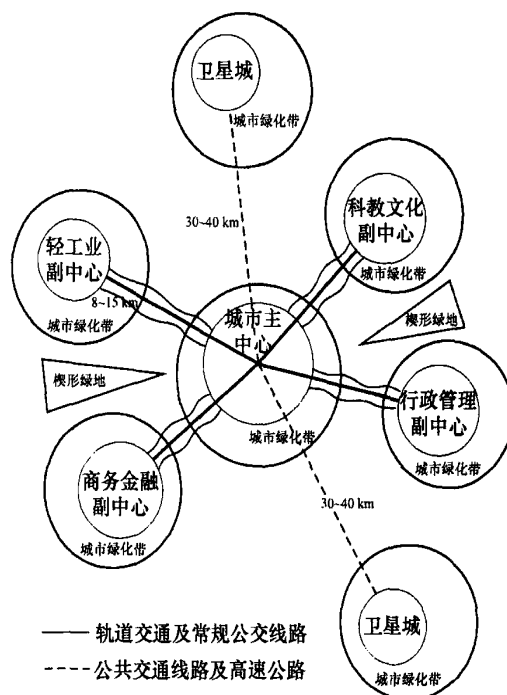 卫星城
城市绿化带
30~40 km
科教文化
副中心
城市绿化带
轻工业
副中心
8~15 km
城市绿化带
城市主
中心
城市绿化带
楔形绿地
楔形绿地
行政管理
副中心
城市绿化带
商务金融
副中心
城市绿化带
30~40 km
卫星城
城市绿化带
轨道交通及常规公交线路
公共交通线路及高速公路